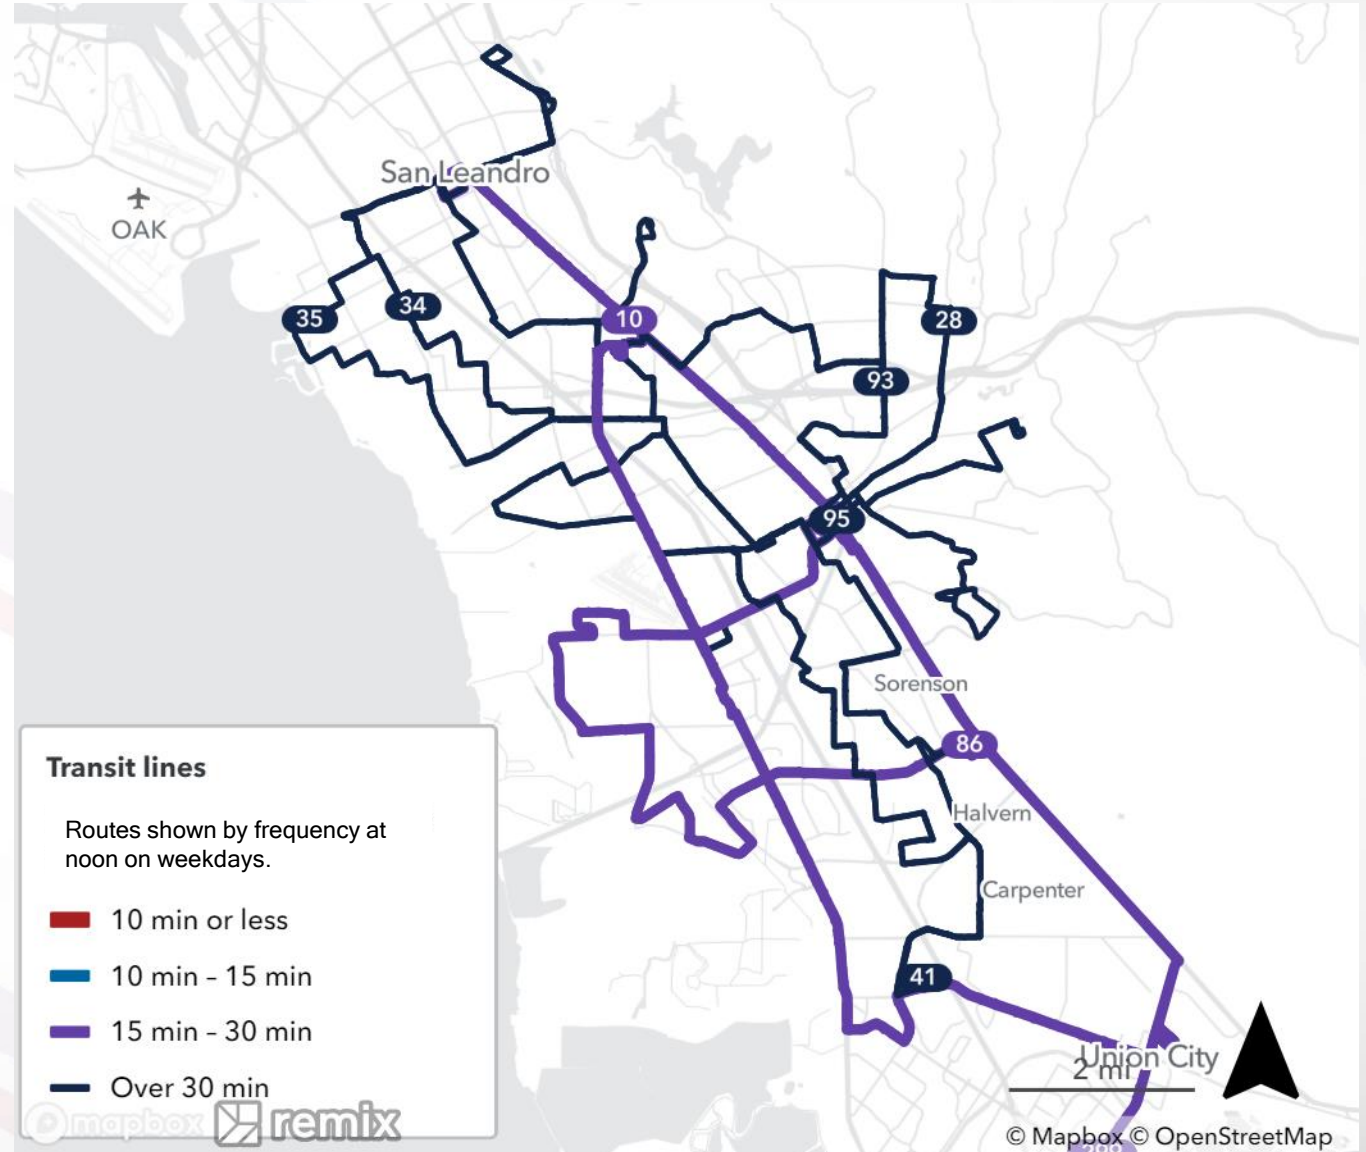 San Leandro
OAK
35
34
10
28
93
95
Sorenson
86
Halvern
Carpenter
41
Union City
2 mi
Transit lines
Routes shown by frequency at
noon on weekdays.
10 min or less
10 min – 15 min
15 min – 30 min
Over 30 min
mapbox remix
© Mapbox © OpenStreetMap